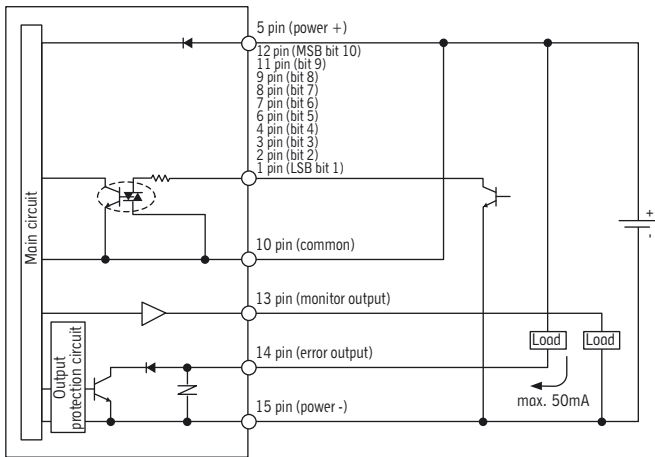 5 pin (power +)
12 pin (MSB bit 10)
11 pin (bit 9)
9 pin (bit 8)
8 pin (bit 7)
7 pin (bit 6)
6 pin (bit 5)
4 pin (bit 4)
3 pin (bit 3)
2 pin (bit 2)
1 pin (LSB bit 1)
Main circuit
+
-
10 pin (common)
13 pin (monitor output)
Load
Load
14 pin (error output)
Output
protection circuit
max. 50mA
15 pin (power -)